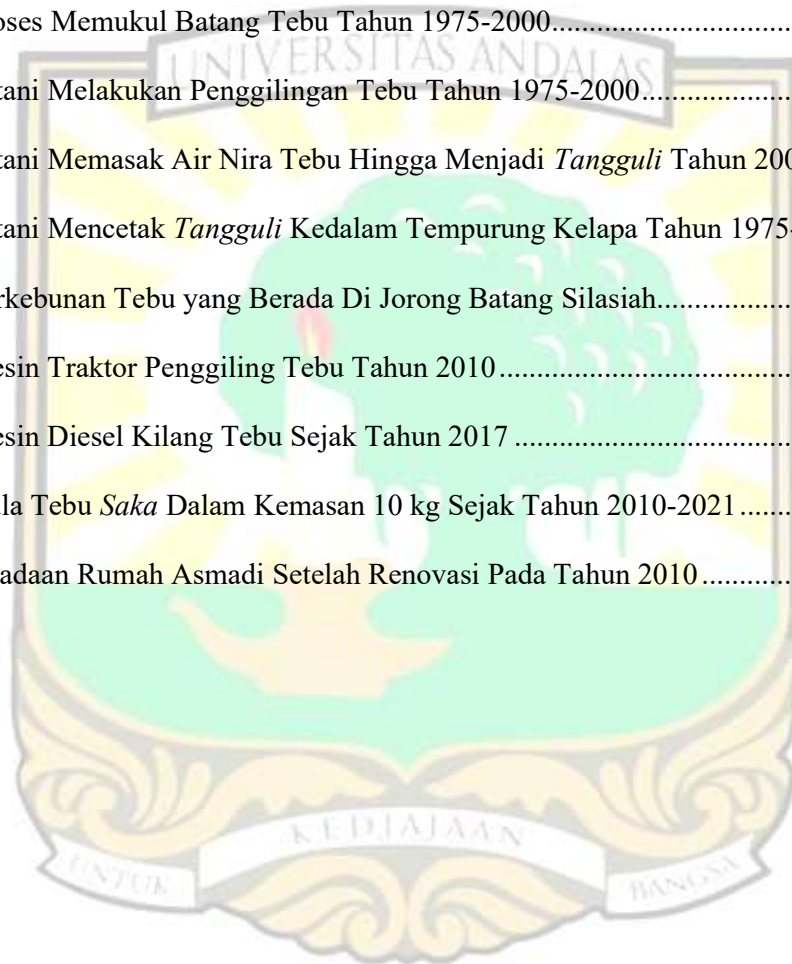 oses Memukul Batang Tebu Tahun 1975-2000
tani Melakukan Penggilingan Tebu Tahun 1975-2000
tani Memasak Air Nira Tebu Hingga Menjadi Tangguli Tahun 200
tani Mencetak Tangguli Kedalam Tempurung Kelapa Tahun 1975-
rkebunan Tebu yang Berada Di Jorong Batang Silasiah
esin Traktor Penggiling Tebu Tahun 2010
esin Diesel Kilang Tebu Sejak Tahun 2017
ula Tebu Saka Dalam Kemasan 10 kg Sejak Tahun 2010-2021
adaan Rumah Asmadi Setelah Renovasi Pada Tahun 2010
UNIVERSITAS ANDALAS
KEDJAJAAN
UNTUK BANGSA